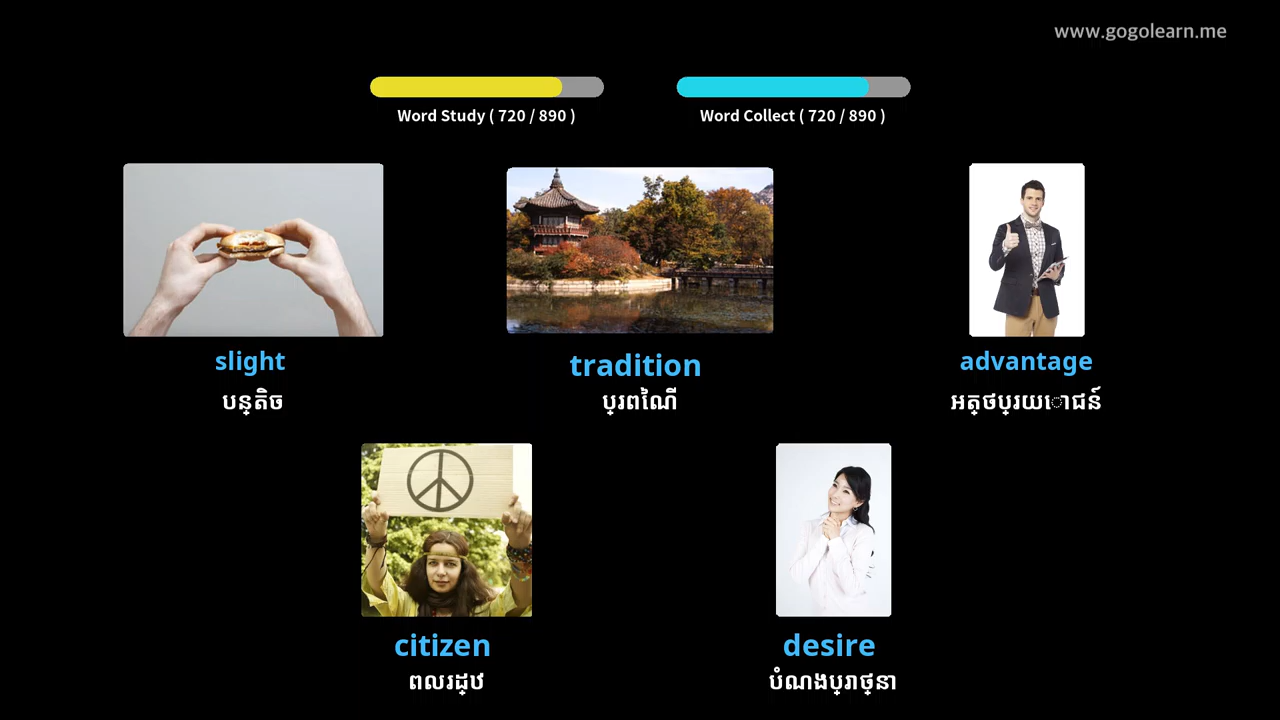 www.gogolearn.me
Word Study ( 720 / 890 )
Word Collect ( 720 / 890 )
slight
tradition
advantage
បន្តិច
ប្រពៃណី
អត្ថប្រយោជន៍
citizen
desire
ពលរដ្ឋ
បំណងប្រាថ្នា